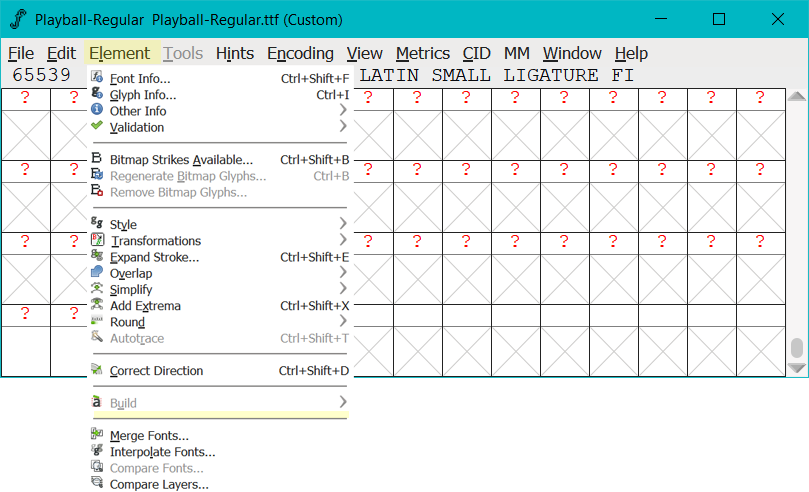 Playball-Regular Playball-Regular.ttf (Custom)
File Edit Element Tools Hints Encoding View Metrics CID MM Window Help
65539 LATIN SMALL LIGATURE FI
? ? ? ? ? ? ? ? ? ? ?
Font Info... Ctrl+Shift+F
Glyph Info... Ctrl+I
Other Info
Validation
Bitmap Strikes Available... Ctrl+Shift+B
? ? ? ? ? ? ? ? ? ? ?
Regenerate Bitmap Glyphs... Ctrl+B
Remove Bitmap Glyphs...
Style
Transformations
? ? ? ? ? ? ? ? ? ? ?
Expand Stroke... Ctrl+Shift+E
Overlap
Simplify
Add Extrema Ctrl+Shift+X
? ?
Round
Autotrace Ctrl+Shift+T
Correct Direction Ctrl+Shift+D
Build
Merge Fonts...
Interpolate Fonts...
Compare Fonts...
Compare Layers...